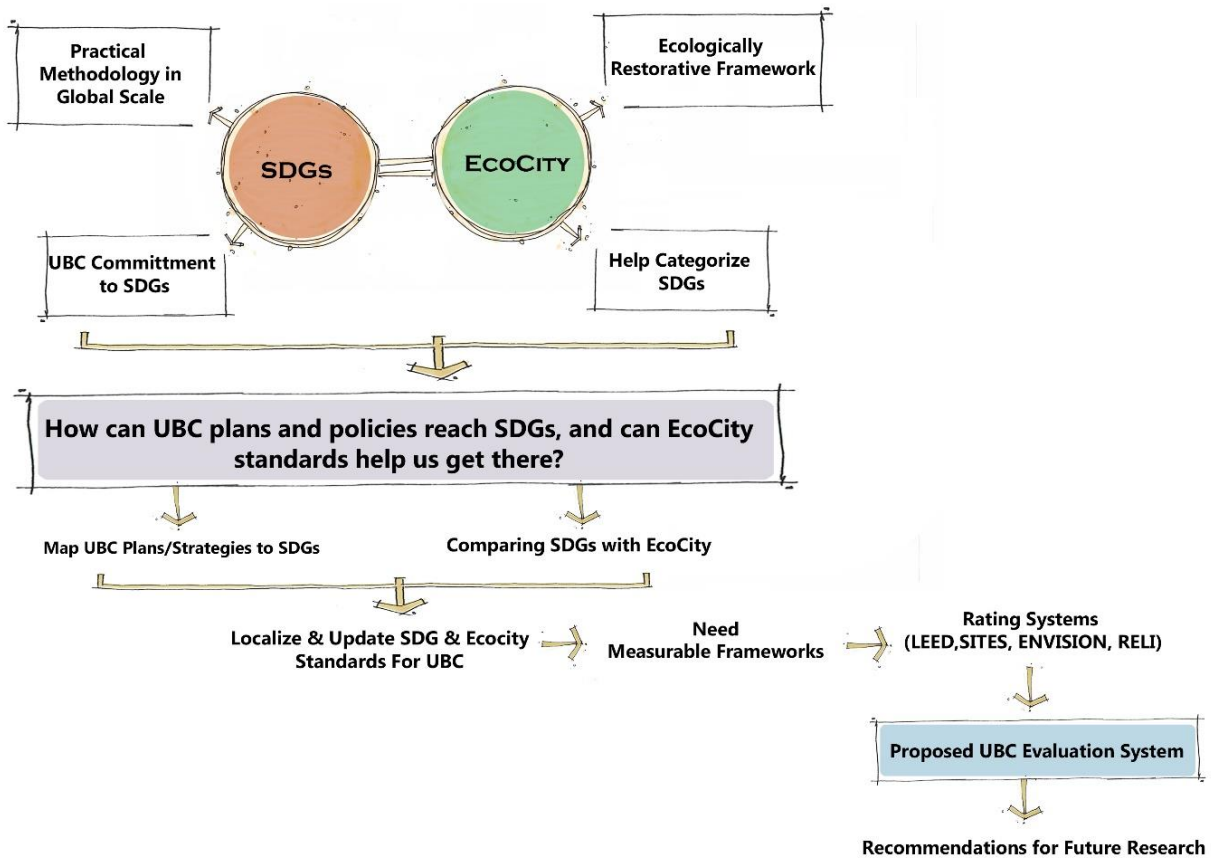 Practical
Methodology in
Global Scale
Ecologically
Restorative Framework
SDGs
EcoCity
UBC Committment
to SDGs
Help Categorize
SDGs
How can UBC plans and policies reach SDGs, and can EcoCity
standards help us get there?
Map UBC Plans/Strategies to SDGs
Comparing SDGs with EcoCity
Localize & Update SDG & Ecocity
Standards For UBC
Need
Measurable Frameworks
Rating Systems
(LEED,SITES, ENVISION, RELI)
Proposed UBC Evaluation System
Recommendations for Future Research